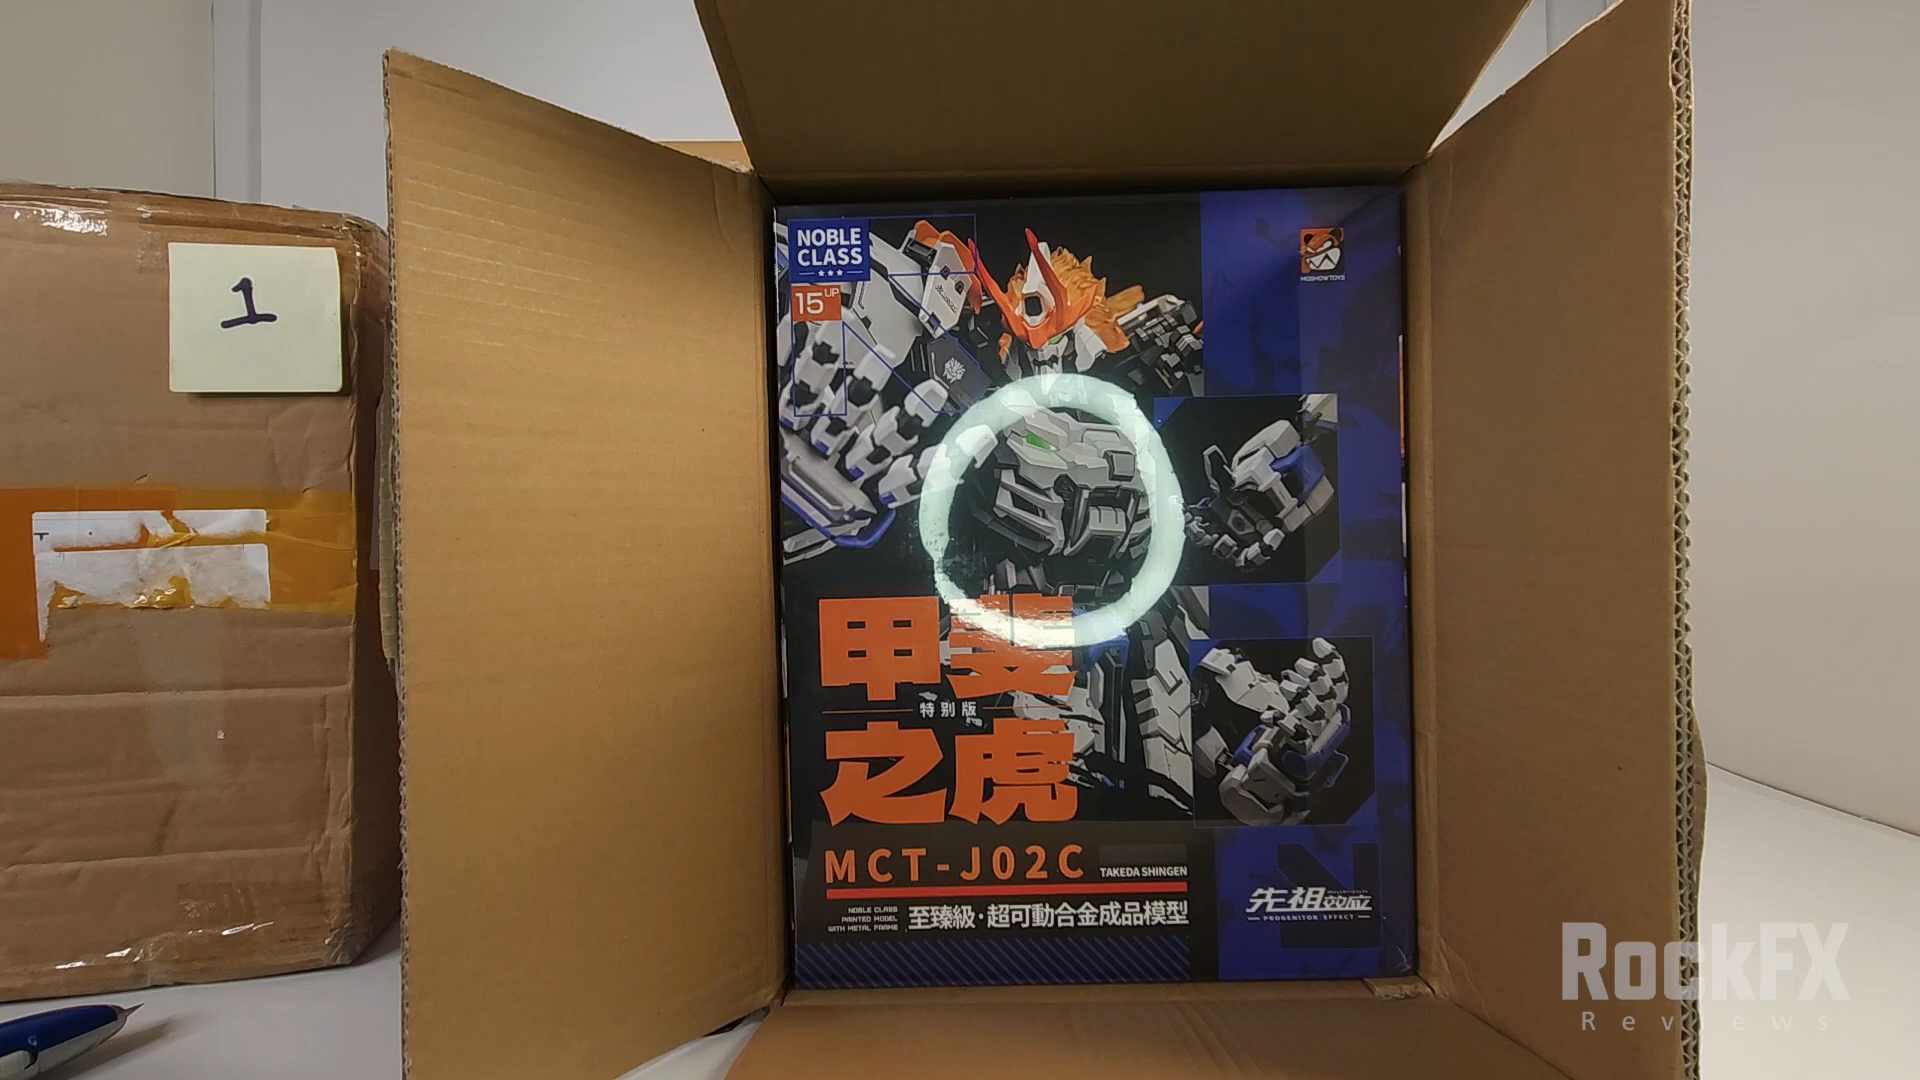 1
NOBLE
CLASS
15UP
MOSHOWTOYS
甲斐
特别版
之虎
MCT-J02C
TAKEDA SHINGEN
NOBLE CLASS
PAINTED MODEL
WITH METAL FRAME
至臻級·超可動合金成品模型
先祖效应
PROGENITOR EFFECT
RockFX
Reviews